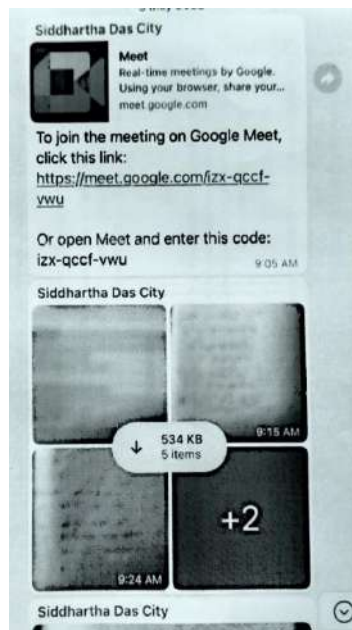 Siddhartha Das City
Meet
Real-time meetings by Google.
Using your browser, share your...
meet.google.com
To join the meeting on Google Meet,
click this link:
https://meet.google.com/izx-qccf-
vwu
Or open Meet and enter this code:
izx-qccf-vwu
9:05 AM
Siddhartha Das City
9:15 AM
534 KB
5 items
+2
9:24 AM
Siddhartha Das City